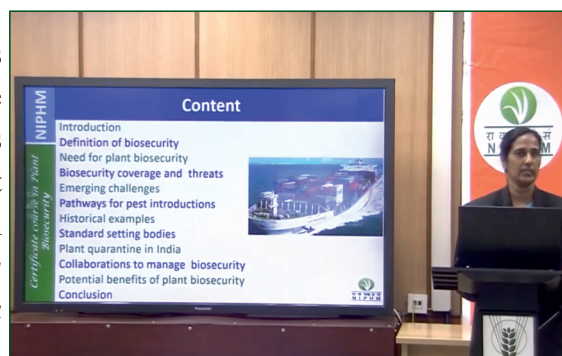 Content
NIPHM
Certificate course in Plant
Biosecurity
Introduction
Definition of biosecurity
Need for plant biosecurity
Biosecurity coverage and threats
Emerging challenges
Pathways for pest introductions
Historical examples
Standard setting bodies
Plant quarantine in India
Collaborations to manage biosecurity
Potential benefits of plant biosecurity
Conclusion
NIPHM
Panasonic